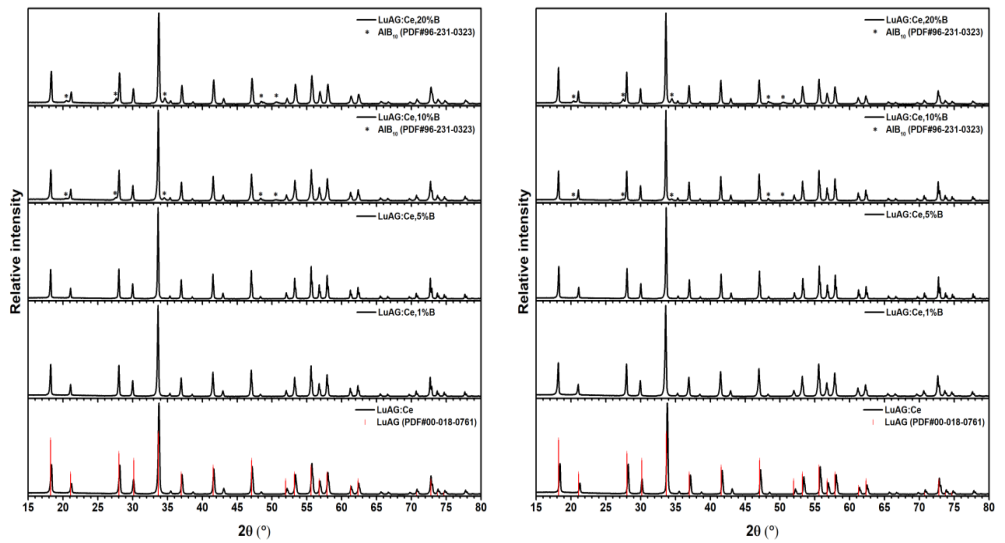 LuAG:Ce,20%B
* AlB₁₀ (PDF#96-231-0323)
* * * * *
LuAG:Ce,10%B
* AlB₁₀ (PDF#96-231-0323)
* * * * *
LuAG:Ce,5%B
LuAG:Ce,1%B
LuAG:Ce
LuAG (PDF#00-018-0761)
Relative intensity
15 20 25 30 35 40 45 50 55 60 65 70 75 80
2θ (°)
LuAG:Ce,20%B
* AlB₁₀ (PDF#96-231-0323)
* * * * *
LuAG:Ce,10%B
* AlB₁₀ (PDF#96-231-0323)
* * * * *
LuAG:Ce,5%B
LuAG:Ce,1%B
LuAG:Ce
LuAG (PDF#00-018-0761)
Relative intensity
15 20 25 30 35 40 45 50 55 60 65 70 75 80
2θ (°)